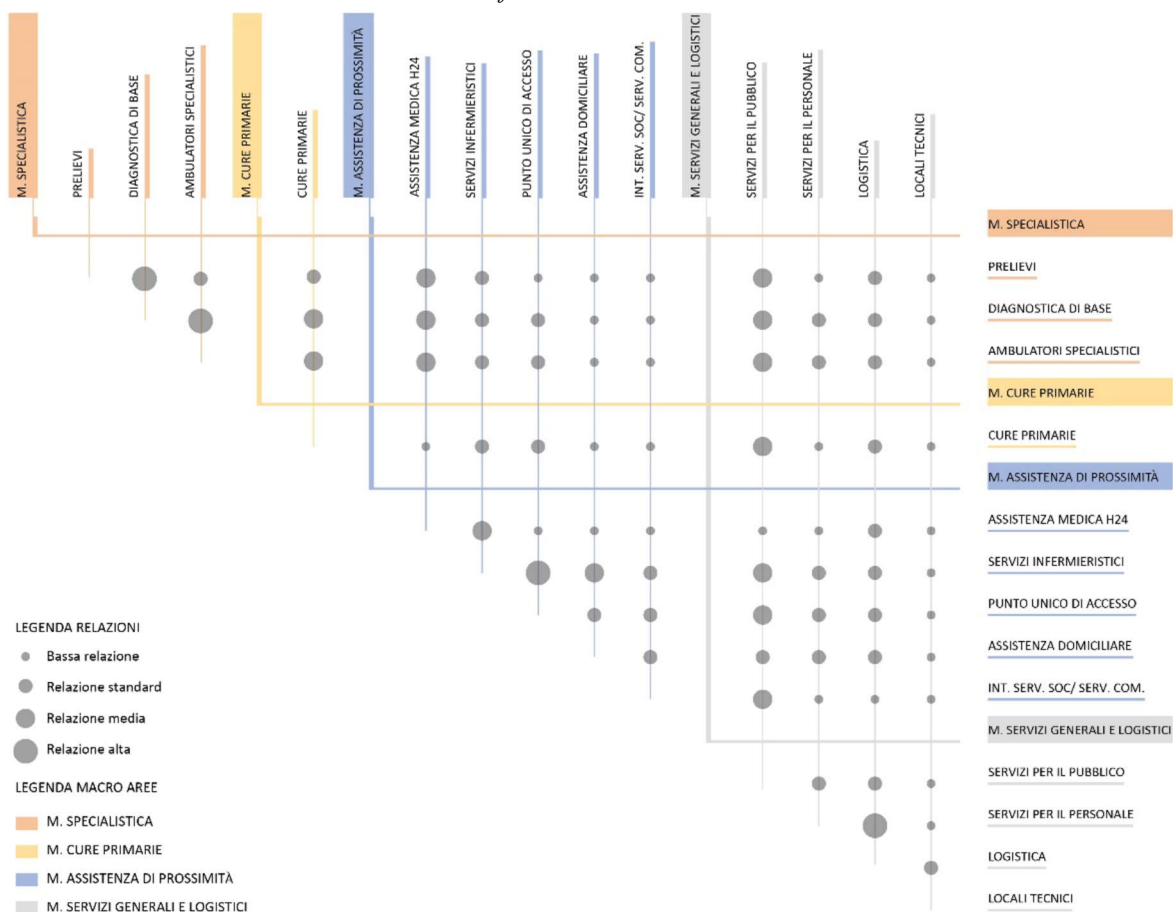 M. SPECIALISTICA
PRELIEVI
DIAGNOSTICA DI BASE
AMBULATORI SPECIALISTICI
M. CURE PRIMARIE
CURE PRIMARIE
M. ASSISTENZA DI PROSSIMITÀ
ASSISTENZA MEDICA H24
SERVIZI INFERMIERISTICI
PUNTO UNICO DI ACCESSO
ASSISTENZA DOMICILIARE
INT. SERV. SOC/ SERV. COM.
M. SERVIZI GENERALI E LOGISTICI
SERVIZI PER IL PUBBLICO
SERVIZI PER IL PERSONALE
LOGISTICA
LOCALI TECNICI
M. SPECIALISTICA
PRELIEVI
DIAGNOSTICA DI BASE
AMBULATORI SPECIALISTICI
M. CURE PRIMARIE
CURE PRIMARIE
M. ASSISTENZA DI PROSSIMITÀ
ASSISTENZA MEDICA H24
SERVIZI INFERMIERISTICI
PUNTO UNICO DI ACCESSO
ASSISTENZA DOMICILIARE
INT. SERV. SOC/ SERV. COM.
M. SERVIZI GENERALI E LOGISTICI
SERVIZI PER IL PUBBLICO
SERVIZI PER IL PERSONALE
LOGISTICA
LOCALI TECNICI
LEGENDA RELAZIONI
Bassa relazione
Relazione standard
Relazione media
Relazione alta
LEGENDA MACRO AREE
M. SPECIALISTICA
M. CURE PRIMARIE
M. ASSISTENZA DI PROSSIMITÀ
M. SERVIZI GENERALI E LOGISTICI